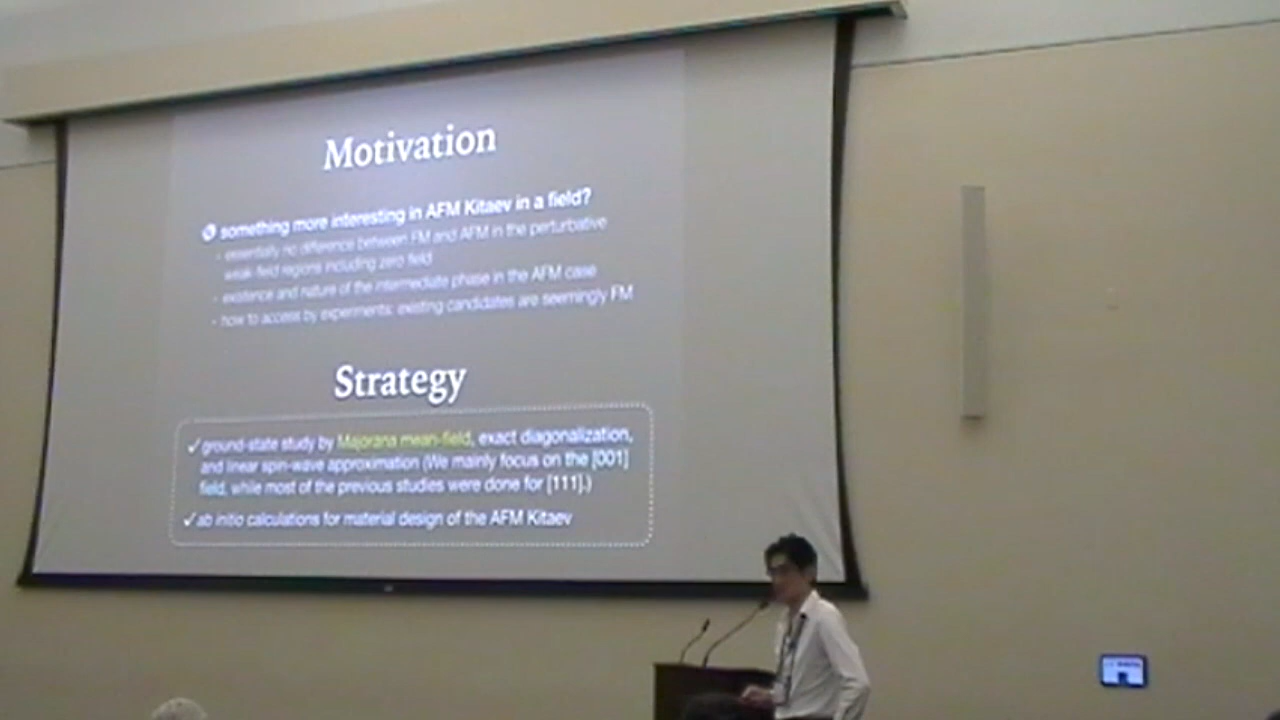 Motivation
something more interesting in AFM Kitaev in a field?
- essentially no difference between FM and AFM in the perturbative
weak-field regions including zero field
- existence and nature of the intermediate phase in the AFM case
- how to access by experiments: existing candidates are seemingly FM
Strategy
✓ ground-state study by Majorana mean-field, exact diagonalization,
and linear spin-wave approximation (We mainly focus on the [001]
field, while most of the previous studies were done for [111].)
✓ ab initio calculations for material design of the AFM Kitaev